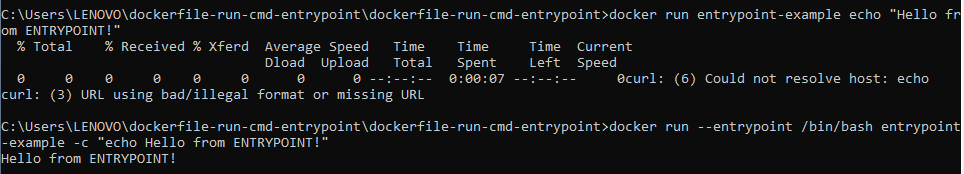 C:\Users\LENOVO\dockerfile-run-cmd-entrypoint\dockerfile-run-cmd-entrypoint>docker run entrypoint-example echo "Hello fr
om ENTRYPOINT!"
  % Total    % Received % Xferd  Average Speed   Time    Time     Time  Current
                                 Dload  Upload   Total   Spent    Left  Speed
  0     0    0     0    0     0      0      0 --:--:--  0:00:07 --:--:--     0curl: (6) Could not resolve host: echo
curl: (3) URL using bad/illegal format or missing URL
C:\Users\LENOVO\dockerfile-run-cmd-entrypoint\dockerfile-run-cmd-entrypoint>docker run --entrypoint /bin/bash entrypoint
-example -c "echo Hello from ENTRYPOINT!"
Hello from ENTRYPOINT!